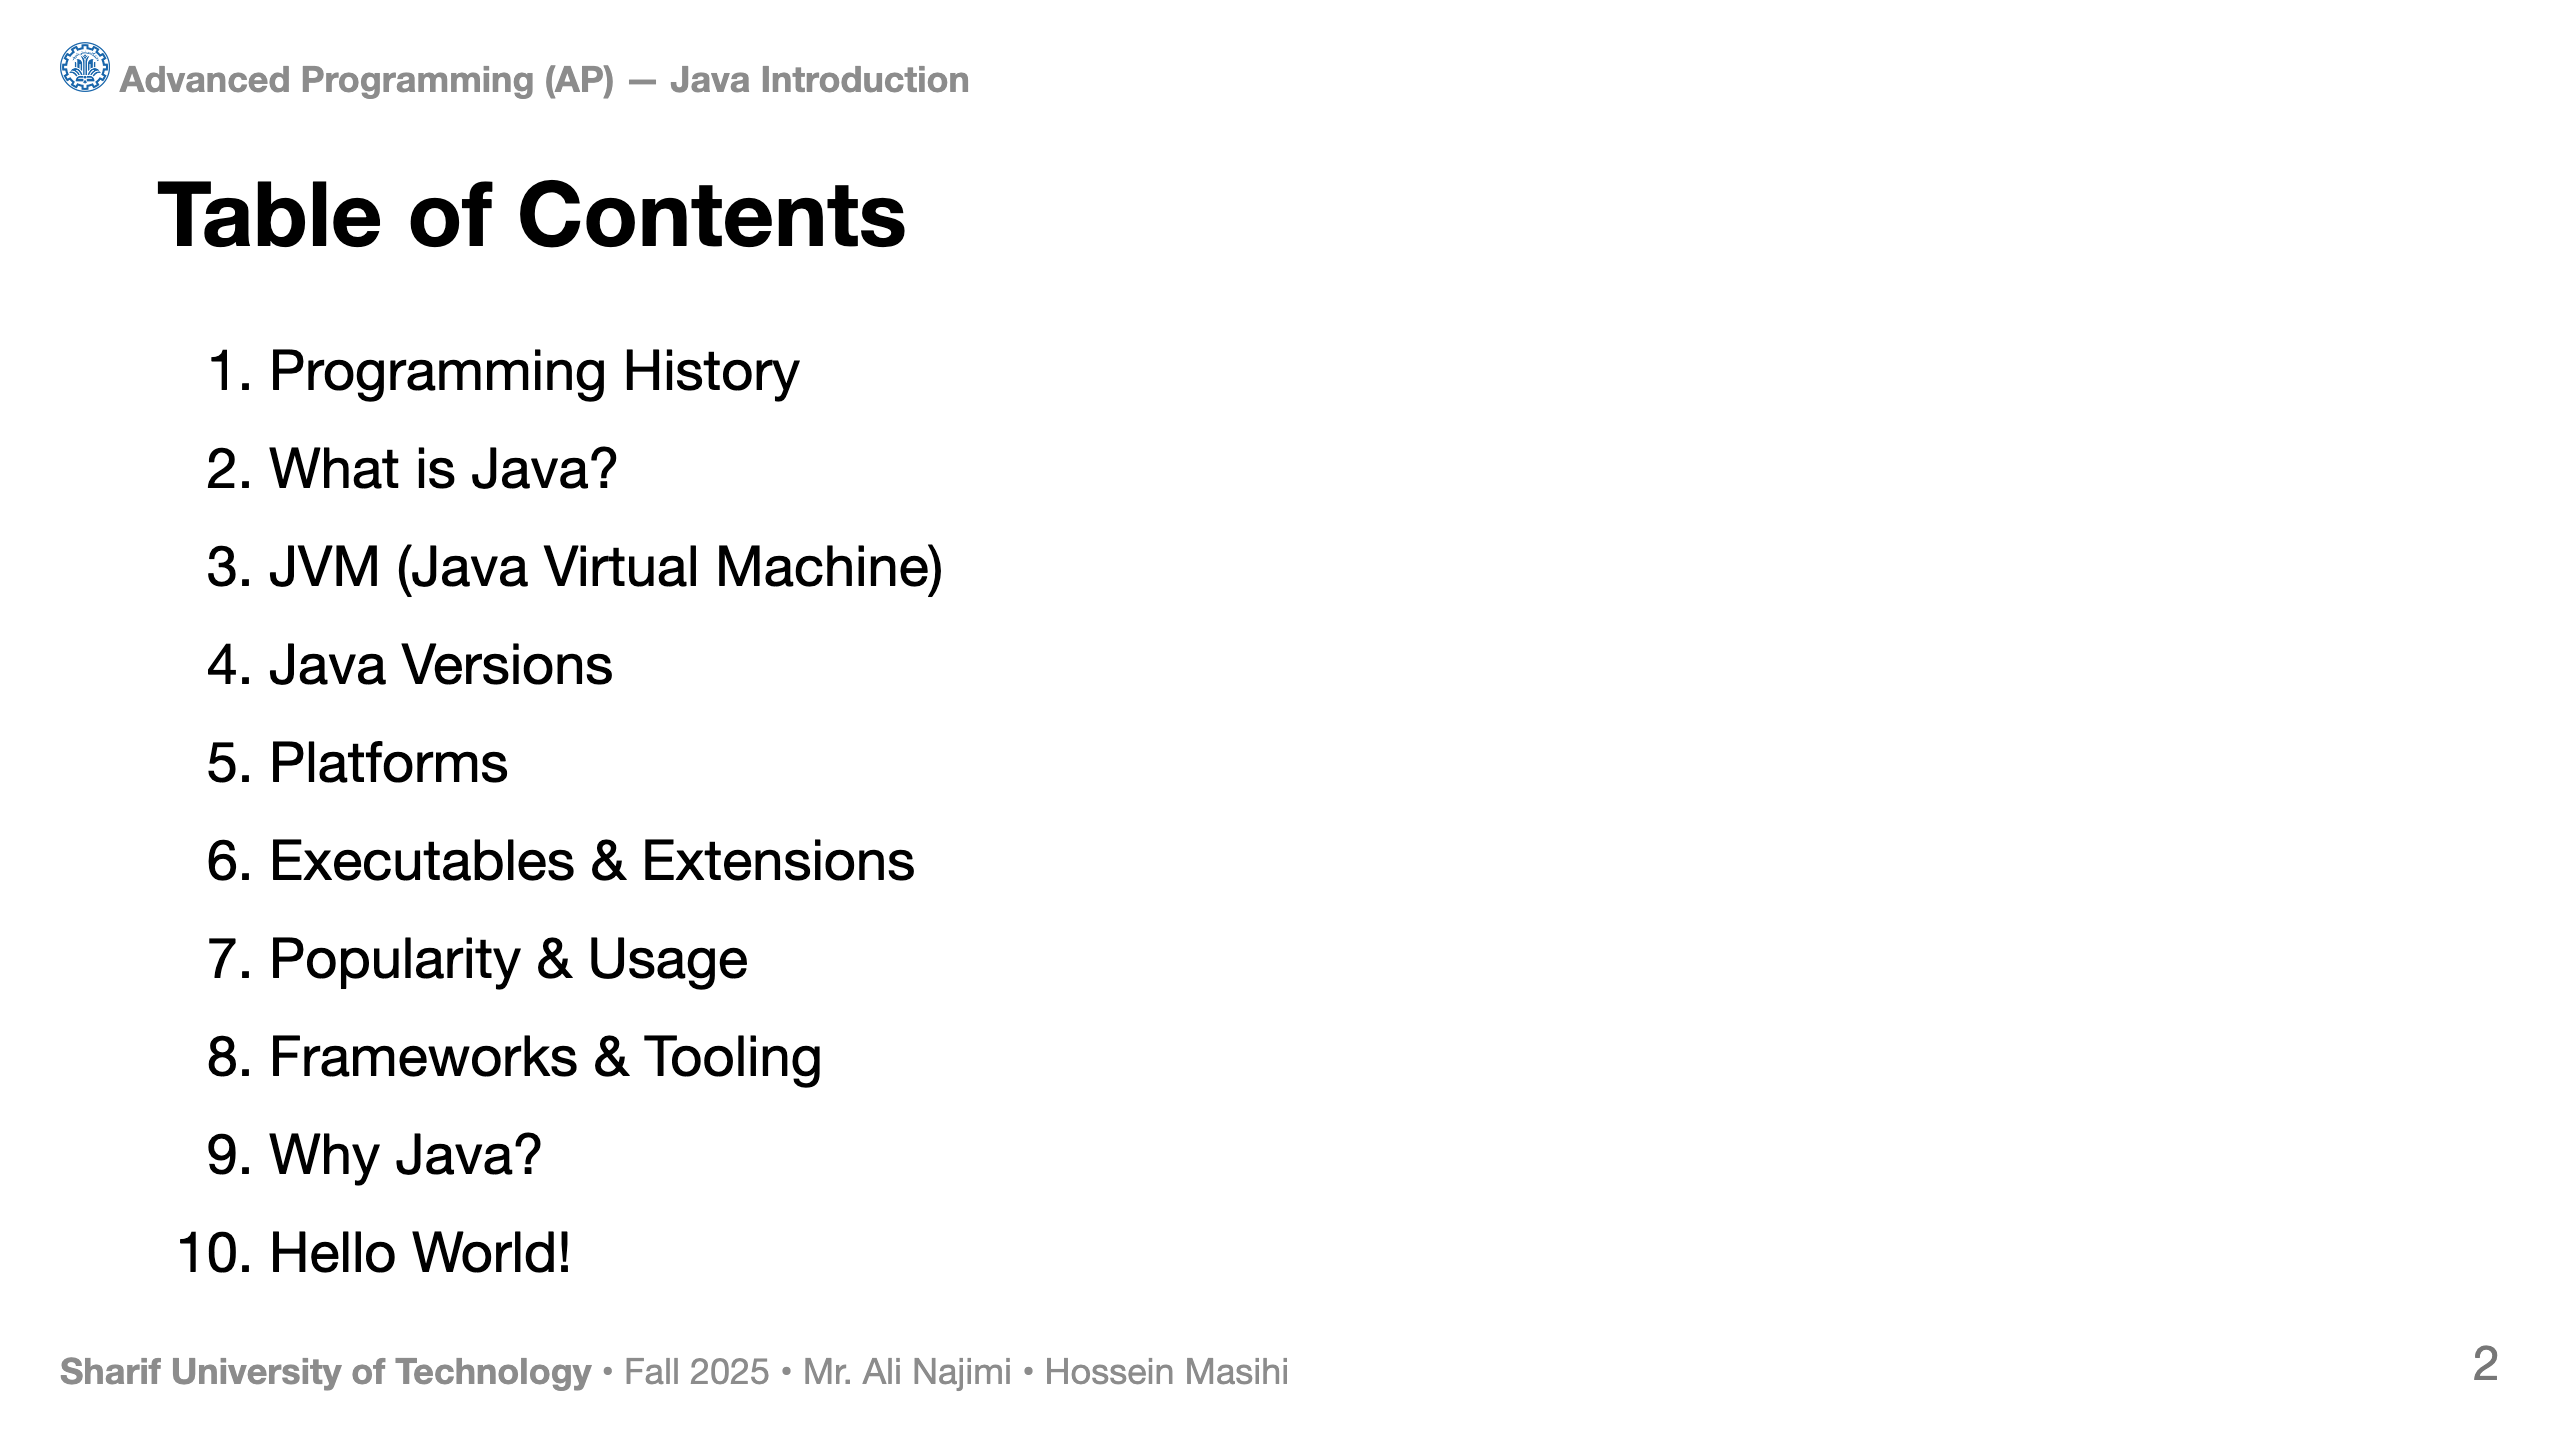 Advanced Programming (AP) — Java Introduction
Table of Contents
1. Programming History
2. What is Java?
3. JVM (Java Virtual Machine)
4. Java Versions
5. Platforms
6. Executables & Extensions
7. Popularity & Usage
8. Frameworks & Tooling
9. Why Java?
10. Hello World!
Sharif University of Technology • Fall 2025 • Mr. Ali Najimi • Hossein Masihi
2